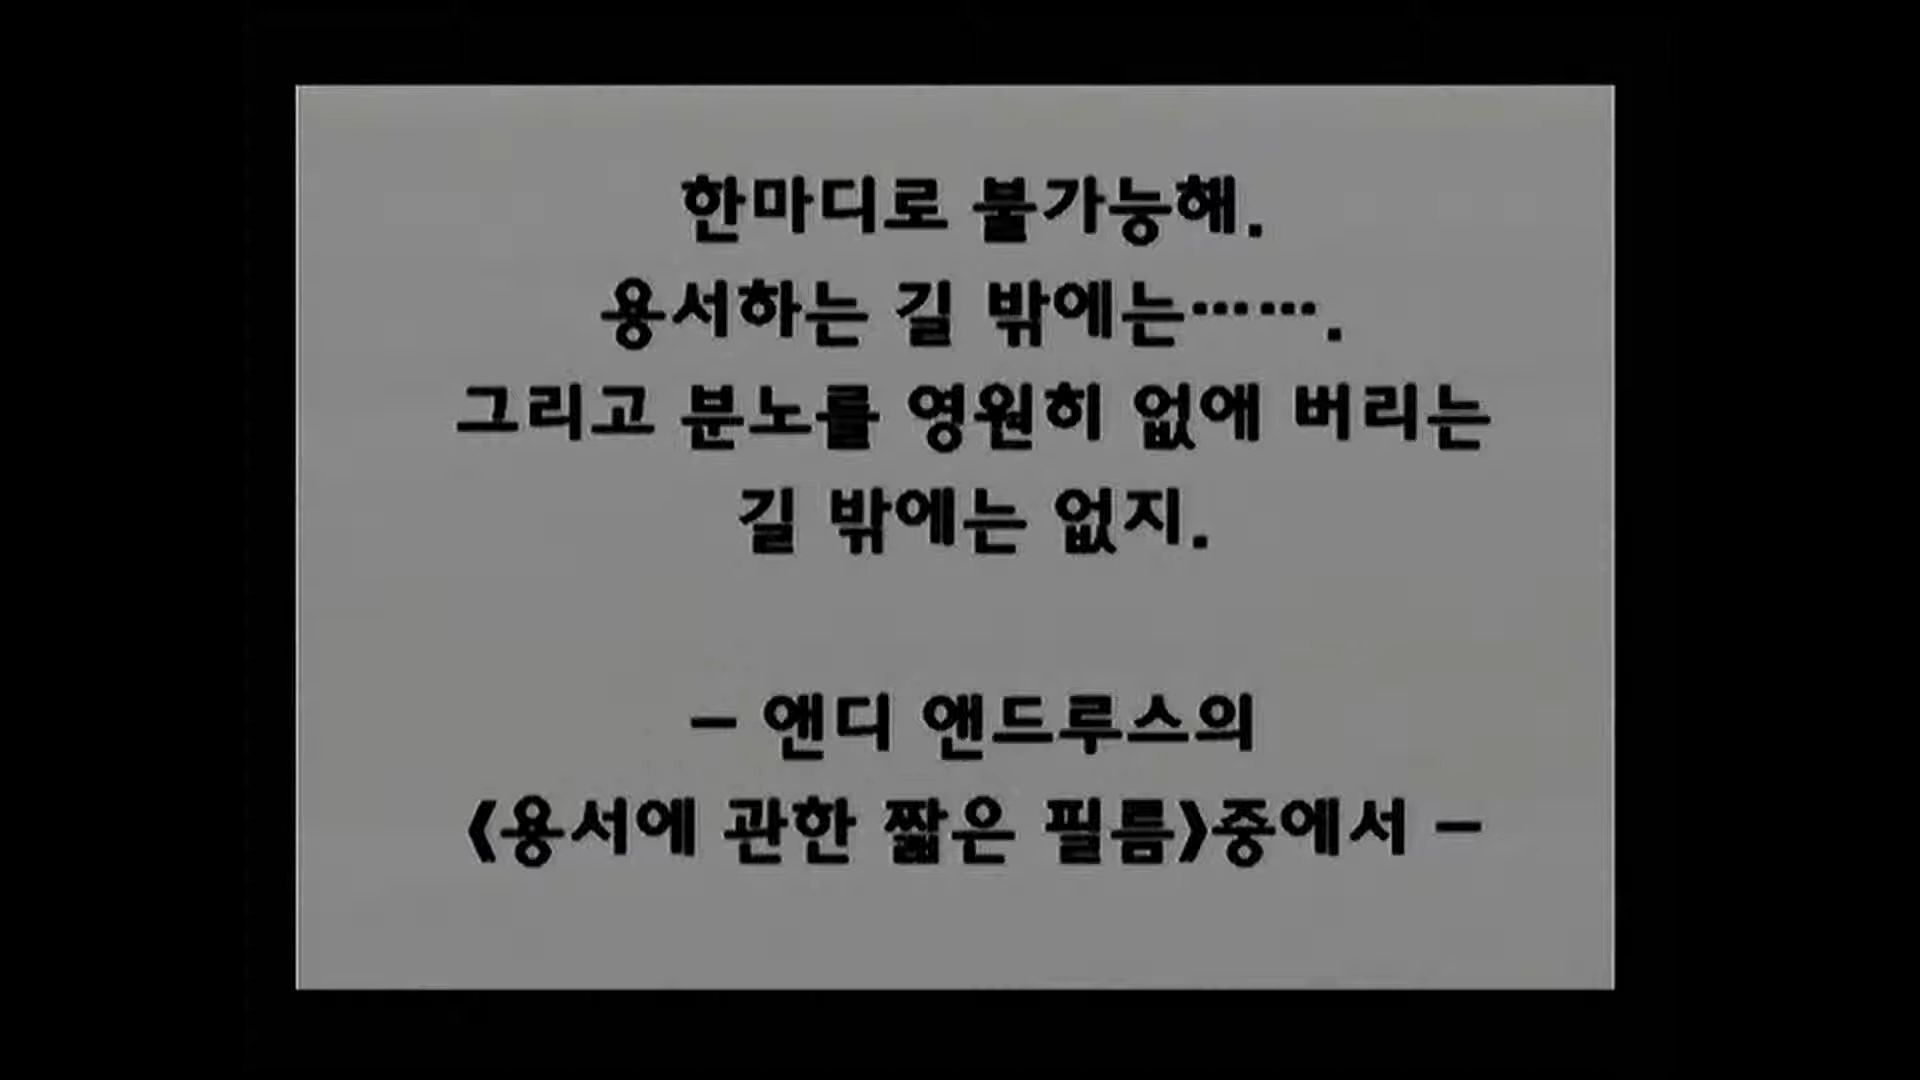 한마디로 불가능해.
용서하는 길 밖에는…….
그리고 분노를 영원히 없애 버리는
길 밖에는 없지.
- 앤디 앤드루스의
《용서에 관한 짧은 필름》중에서 -